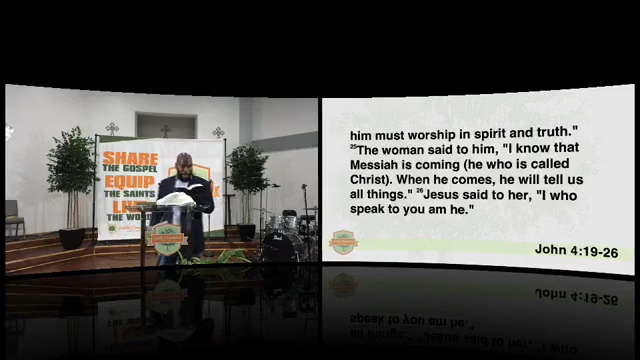 SHARE
THE GOSPEL
EQUIP
THE SAINTS
THE
him must worship in spirit and truth."
25The woman said to him, "I know that
Messiah is coming (he who is called
Christ). When he comes, he will tell us
all things." 26Jesus said to her, "I who
speak to you am he."
John 4:19-26